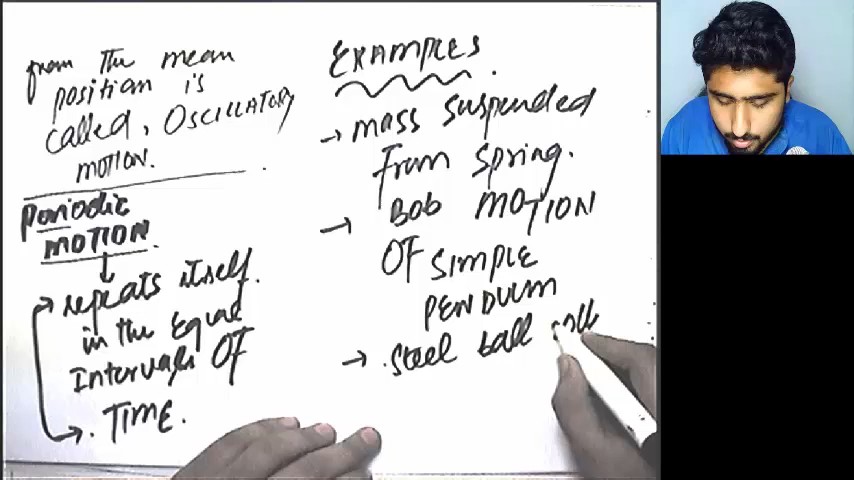 from the mean
position is
called, OSCILLATORY
MOTION.
Periodic
MOTION.
repeats itself.
in the Equal
Intervals OF
TIME.
EXAMPLES
→ mass suspended
from Spring.
→ BOB MOTION
OF SIMPLE
PENDUUM
→ Steel ball